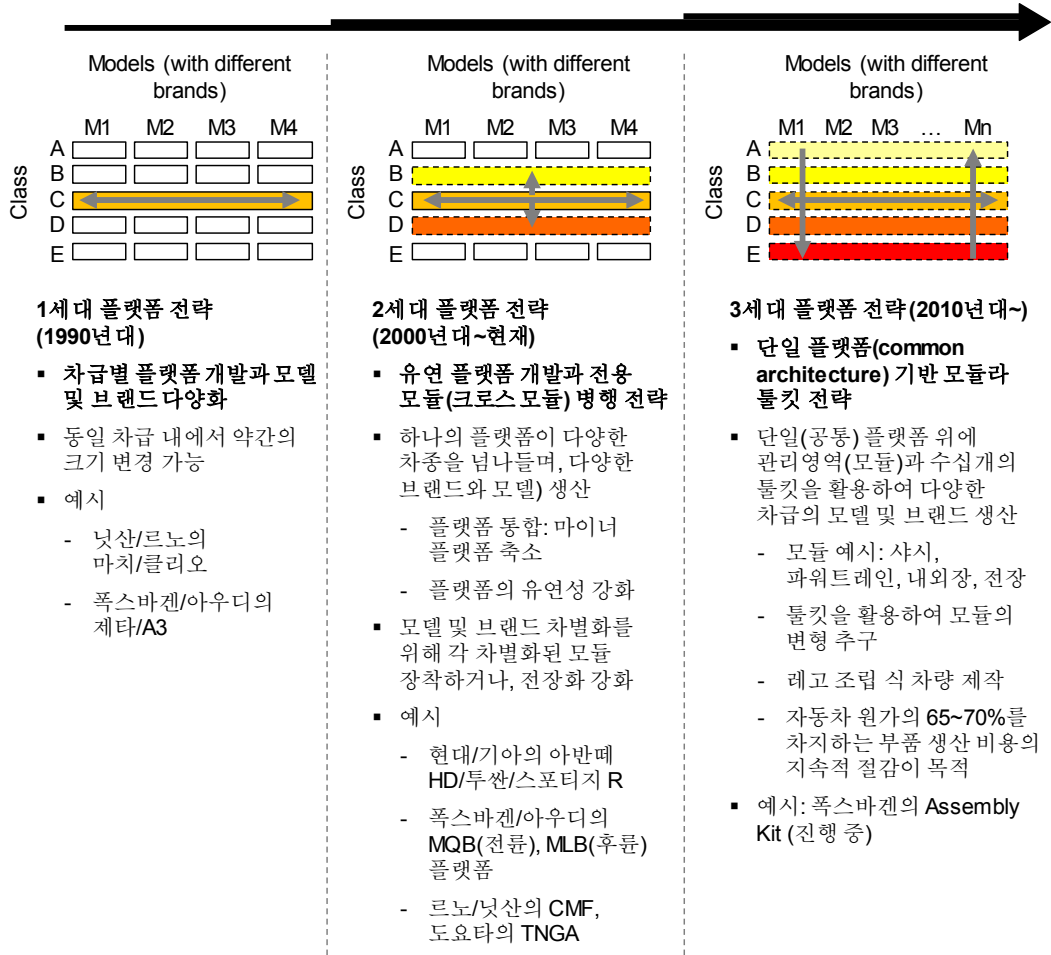 Models (with different
brands)
M1 M2 M3 M4
Class
A
B
C
D
E
1세대 플랫폼 전략
(1990년대)
▪ 차급별 플랫폼 개발과 모델
및 브랜드 다양화
▪ 동일 차급 내에서 약간의
크기 변경 가능
▪ 예시
- 닛산/르노의
마치/클리오
- 폭스바겐/아우디의
제타/A3
Models (with different
brands)
M1 M2 M3 M4
Class
A
B
C
D
E
2세대 플랫폼 전략
(2000년대~현재)
▪ 유연 플랫폼 개발과 전용
모듈(크로스 모듈) 병행 전략
▪ 하나의 플랫폼이 다양한
차종을 넘나들며, 다양한
브랜드와 모델) 생산
- 플랫폼 통합: 마이너
플랫폼 축소
- 플랫폼의 유연성 강화
▪ 모델 및 브랜드 차별화를
위해 각 차별화된 모듈
장착하거나, 전장화 강화
▪ 예시
- 현대/기아의 아반떼
HD/투싼/스포티지 R
- 폭스바겐/아우디의
MQB(전륜), MLB(후륜)
플랫폼
- 르노/닛산의 CMF,
도요타의 TNGA
Models (with different
brands)
M1 M2 M3 … Mn
Class
A
B
C
D
E
3세대 플랫폼 전략(2010년대~)
▪ 단일 플랫폼(common
architecture) 기반 모듈라
툴킷 전략
▪ 단일(공통) 플랫폼 위에
관리영역(모듈)과 수십개의
툴킷을 활용하여 다양한
차급의 모델 및 브랜드 생산
- 모듈 예시: 샤시,
파워트레인, 내외장, 전장
- 툴킷을 활용하여 모듈의
변형 추구
- 레고 조립 식 차량 제작
- 자동차 원가의 65~70%를
차지하는 부품 생산 비용의
지속적 절감이 목적
▪ 예시: 폭스바겐의 Assembly
Kit (진행 중)